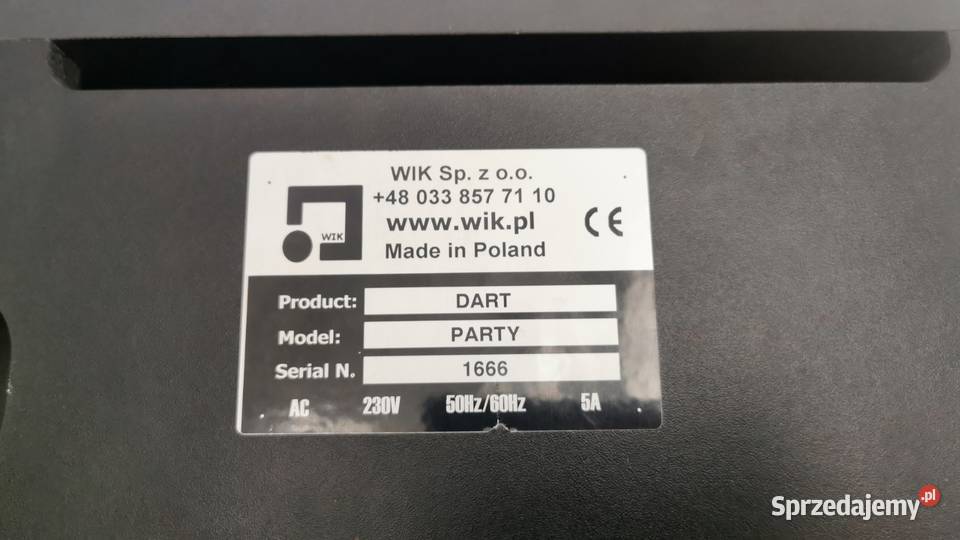 WIK Sp. z o.o.
+48 033 857 71 10
www.wik.pl
Made in Poland
WIK
CE
Product: DART
Model: PARTY
Serial N. 1666
AC 230V 50Hz/60Hz 5A
Sprzedajemy.pl